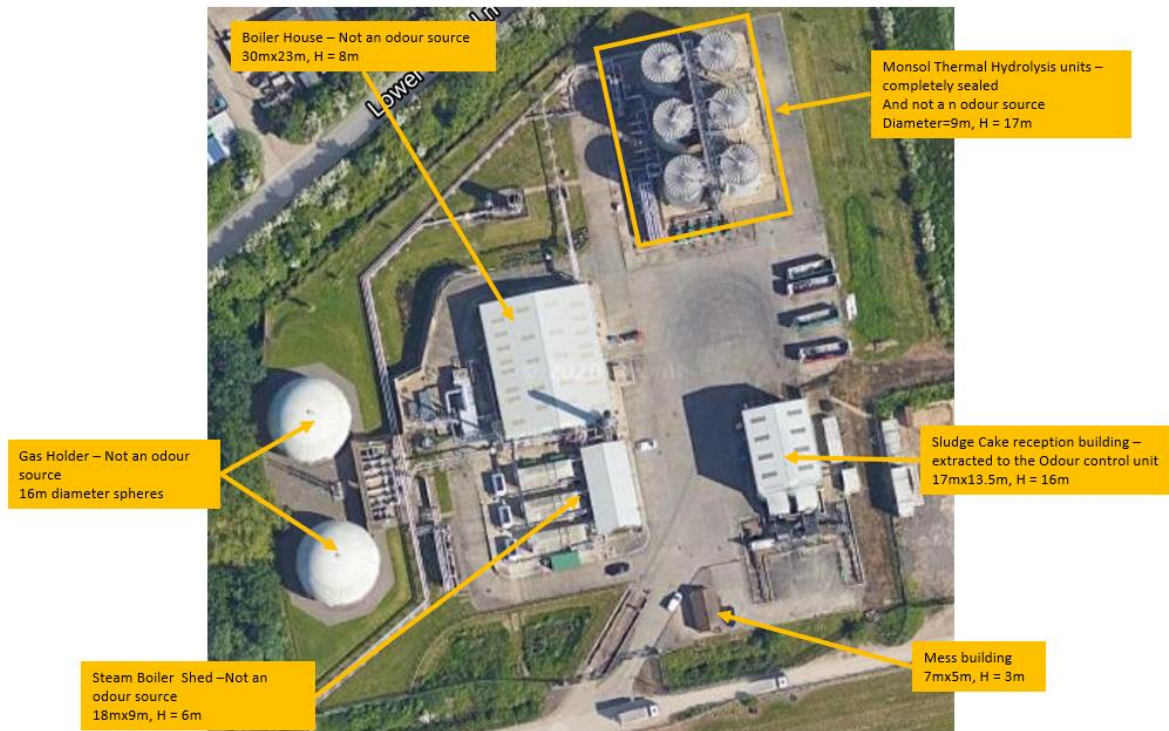 Boiler House – Not an odour source
30mx23m, H = 8m
Lower
Ln
Monsol Thermal Hydrolysis units –
completely sealed
And not a n odour source
Diameter=9m, H = 17m
Gas Holder – Not an odour
source
16m diameter spheres
Sludge Cake reception building –
extracted to the Odour control unit
17mx13.5m, H = 16m
Steam Boiler  Shed –Not an
odour source
18mx9m, H = 6m
Mess building
7mx5m, H = 3m